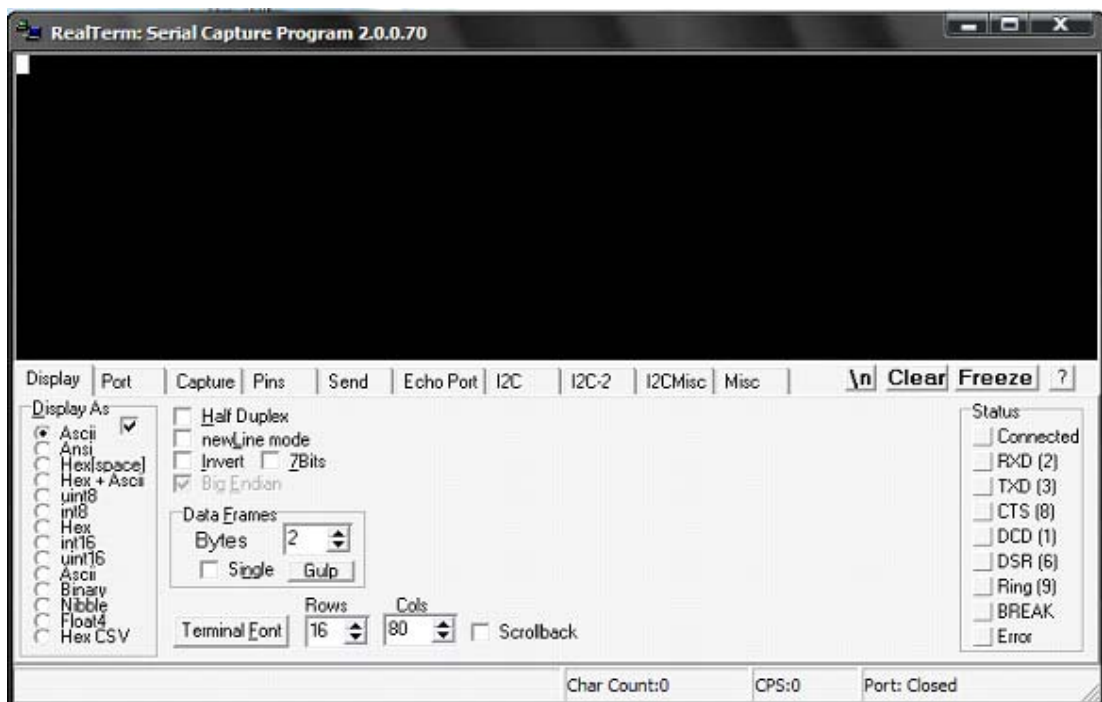 RealTerm: Serial Capture Program 2.0.0.70
Display Port Capture Pins Send Echo Port I2C I2C-2 I2CMisc Misc \n Clear Freeze ?
Display As
Ascii
Ansi
Hex[space]
Hex + Ascii
uint8
int8
Hex
int16
uint16
Ascii
Binary
Nibble
Float4
Hex CSV
Half Duplex
newLine mode
Invert 7Bits
Big Endian
Data Frames
Bytes 2
Single Gulp
Rows Cols
Terminal Font 16 80 Scrollback
Status
Connected
RXD (2)
TXD (3)
CTS (8)
DCD (1)
DSR (6)
Ring (9)
BREAK
Error
Char Count:0 CPS:0 Port: Closed